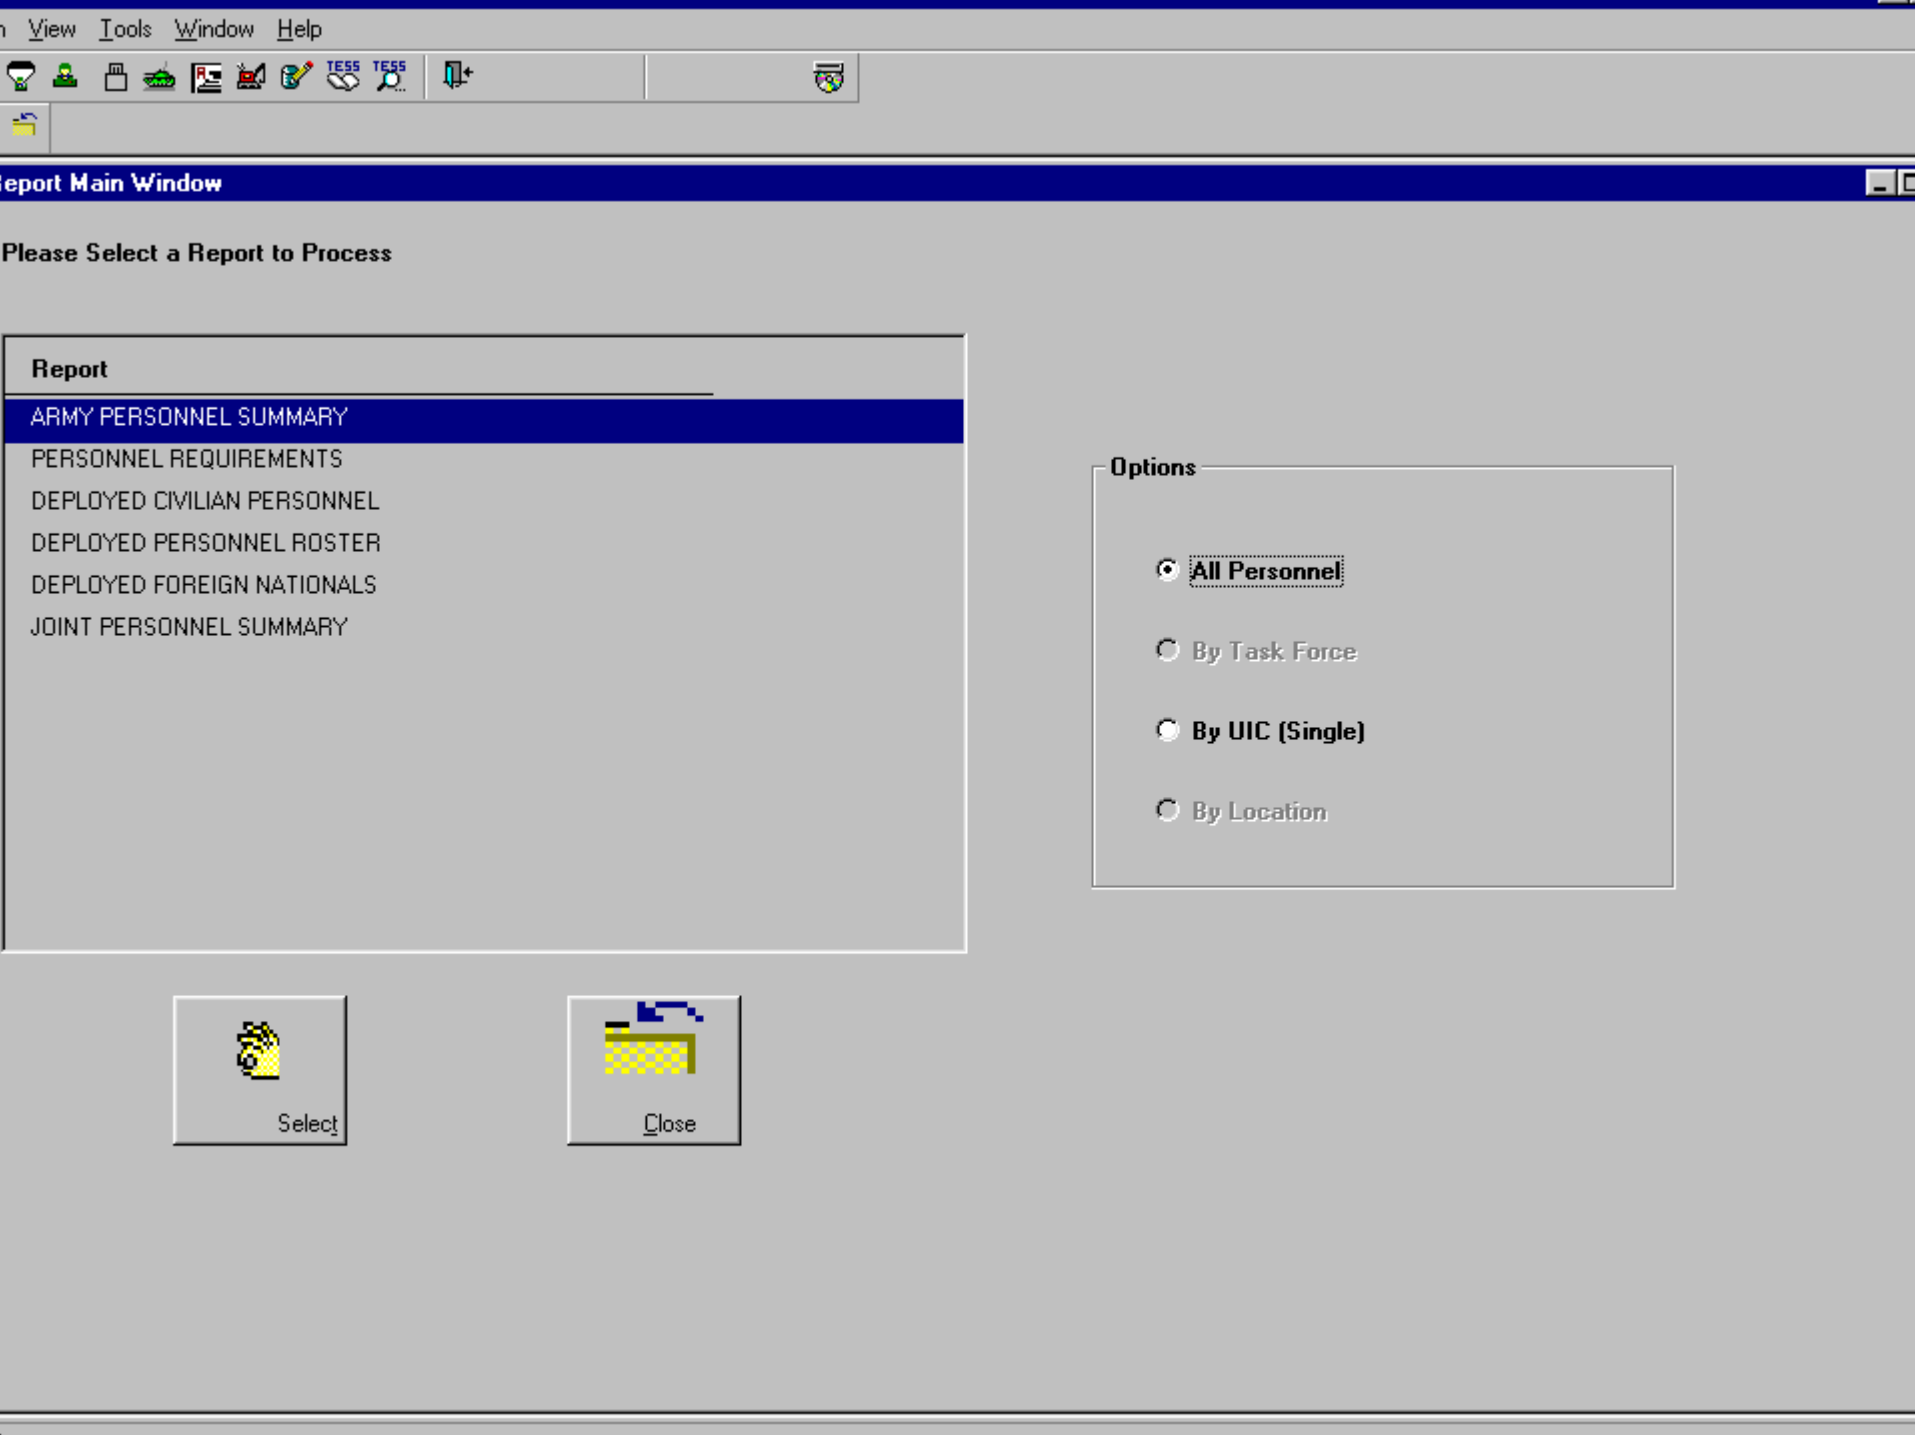 View Tools Window Help
TESS TESS
Report Main Window
Please Select a Report to Process
Report
ARMY PERSONNEL SUMMARY
PERSONNEL REQUIREMENTS
DEPLOYED CIVILIAN PERSONNEL
DEPLOYED PERSONNEL ROSTER
DEPLOYED FOREIGN NATIONALS
JOINT PERSONNEL SUMMARY
Options
All Personnel
By Task Force
By UIC (Single)
By Location
Select
Close